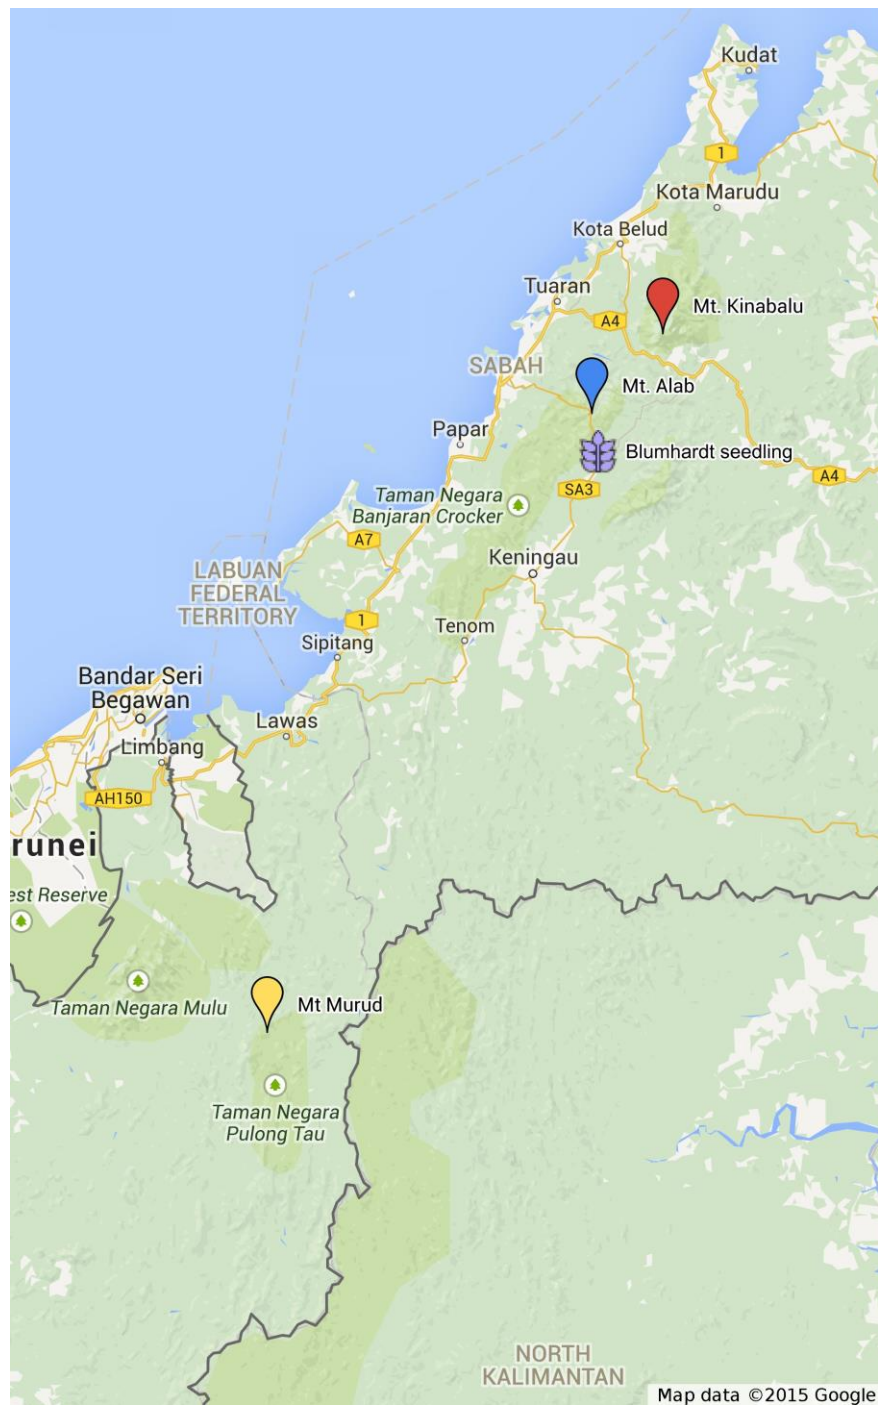 Kudat
1
Kota Marudu
Kota Belud
Tuaran
Mt. Kinabalu
A4
SABAH
Mt. Alab
Papar
Blumhardt seedling
A4
SA3
Taman Negara
Banjaran Crocker
A7
Keningau
LABUAN
FEDERAL
TERRITORY
1
Tenom
Sipitang
Bandar Seri
Begawan
Lawas
Limbang
AH150
runei
est Reserve
Taman Negara Mulu
Mt Murud
Taman Negara
Pulong Tau
NORTH
KALIMANTAN
Map data ©2015 Google